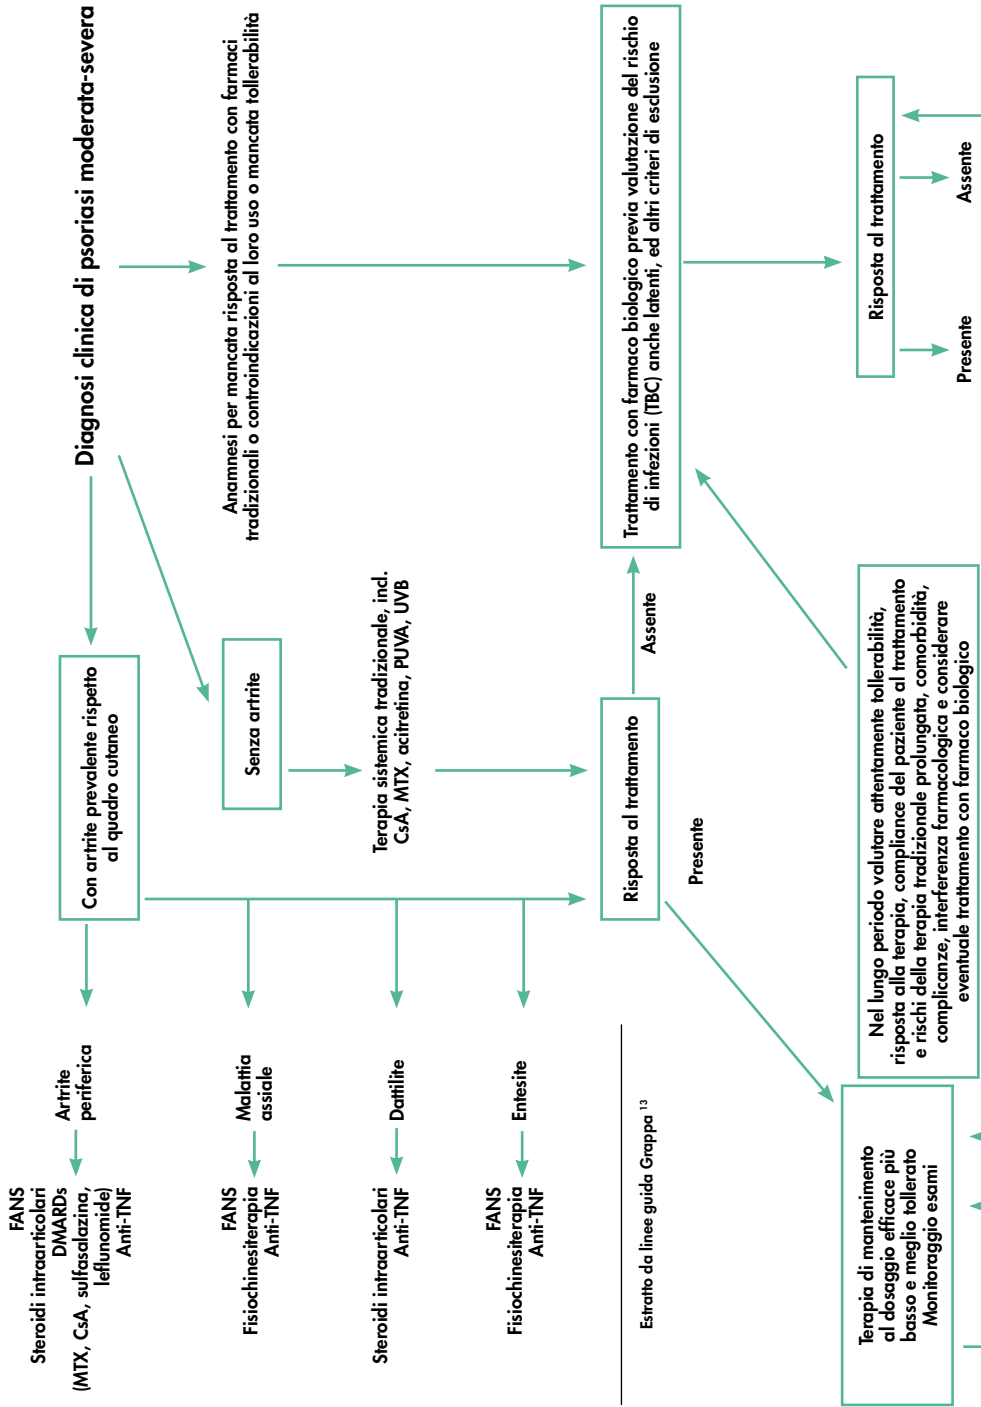 Diagnosi clinica di psoriasi moderata-severa
Con artrite prevalente rispetto
al quadro cutaneo
Artrite
periferica
FANS
Steroidi intraarticolari
DMARDs
(MTX, CsA, sulfasalazina,
leflunomide)
Anti-TNF
Malattia
assiale
FANS
Fisiochinesiterapia
Anti-TNF
Dattilite
Steroidi intraarticolari
Anti-TNF
Entesite
FANS
Fisiochinesiterapia
Anti-TNF
Estratto da linee guida Grappa 13
Senza artrite
Terapia sistemica tradizionale, incl.
CsA, MTX, acitretina, PUVA, UVB
Anamnesi per mancata risposta al trattamento con farmaci
tradizionali o controindicazioni al loro uso o mancata tollerabilità
Risposta al trattamento
Presente
Assente
Trattamento con farmaco biologico previa valutazione del rischio
di infezioni (TBC) anche latenti, ed altri criteri di esclusione
Terapia di mantenimento
al dosaggio efficace più
basso e meglio tollerato
Monitoraggio esami
Nel lungo periodo valutare attentamente tollerabilità,
risposta alla terapia, compliance del paziente al trattamento
e rischi della terapia tradizionale prolungata, comorbidità,
complicanze, interferenza farmacologica e considerare
eventuale trattamento con farmaco biologico
Risposta al trattamento
Presente
Assente